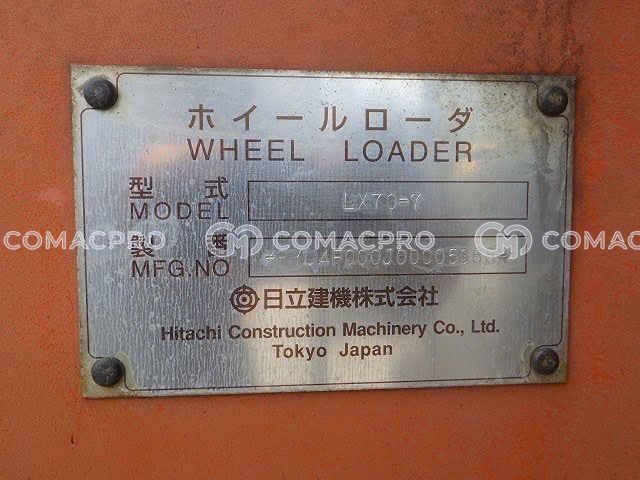 ホイールローダ
WHEEL LOADER
型式
MODEL
LX70-7
製番
MFG.NO
日立建機株式会社
Hitachi Construction Machinery Co., Ltd.
Tokyo Japan
COMACPRO COMACPRO COMACPRO